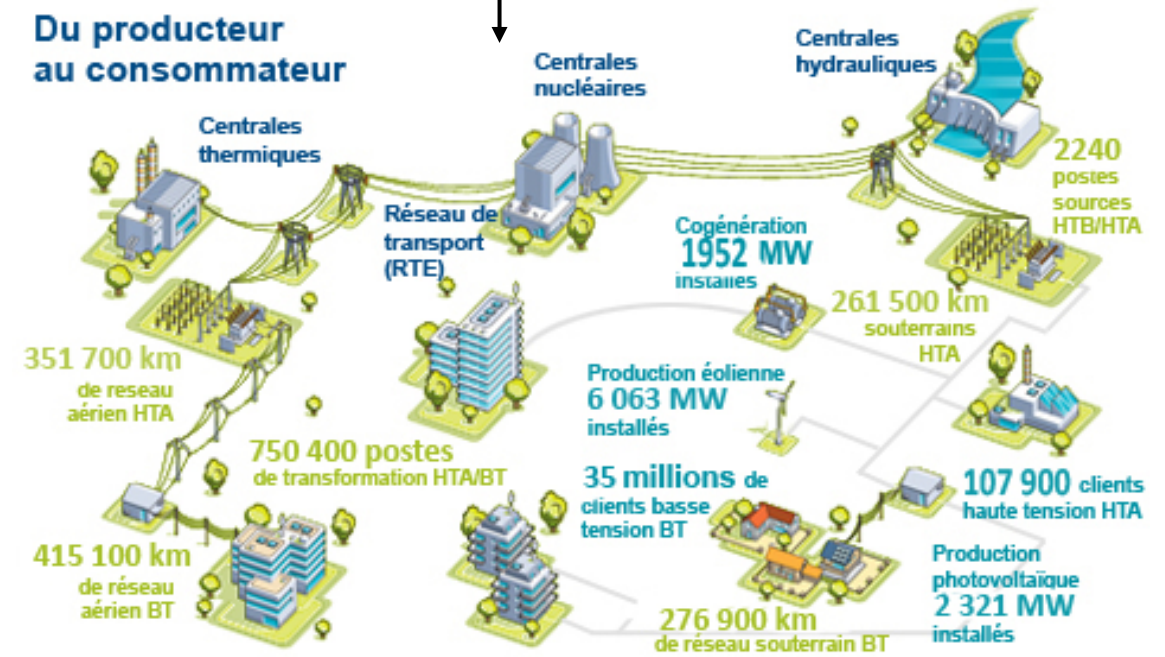 Du producteur
au consommateur
Centrales
thermiques
Centrales
nucléaires
Centrales
hydrauliques
2240
postes
sources
HTB/HTA
Réseau de
transport
(RTE)
Cogénération
1952 MW
installés
261 500 km
souterrains
HTA
351 700 km
de reseau
aérien HTA
Production éolienne
6 063 MW
installés
750 400 postes
de transformation HTA/BT
35 millions de
clients basse
tension BT
107 900 clients
haute tension HTA
415 100 km
de réseau
aérien BT
Production
photovoltaïque
2 321 MW
installés
276 900 km
de réseau souterrain BT